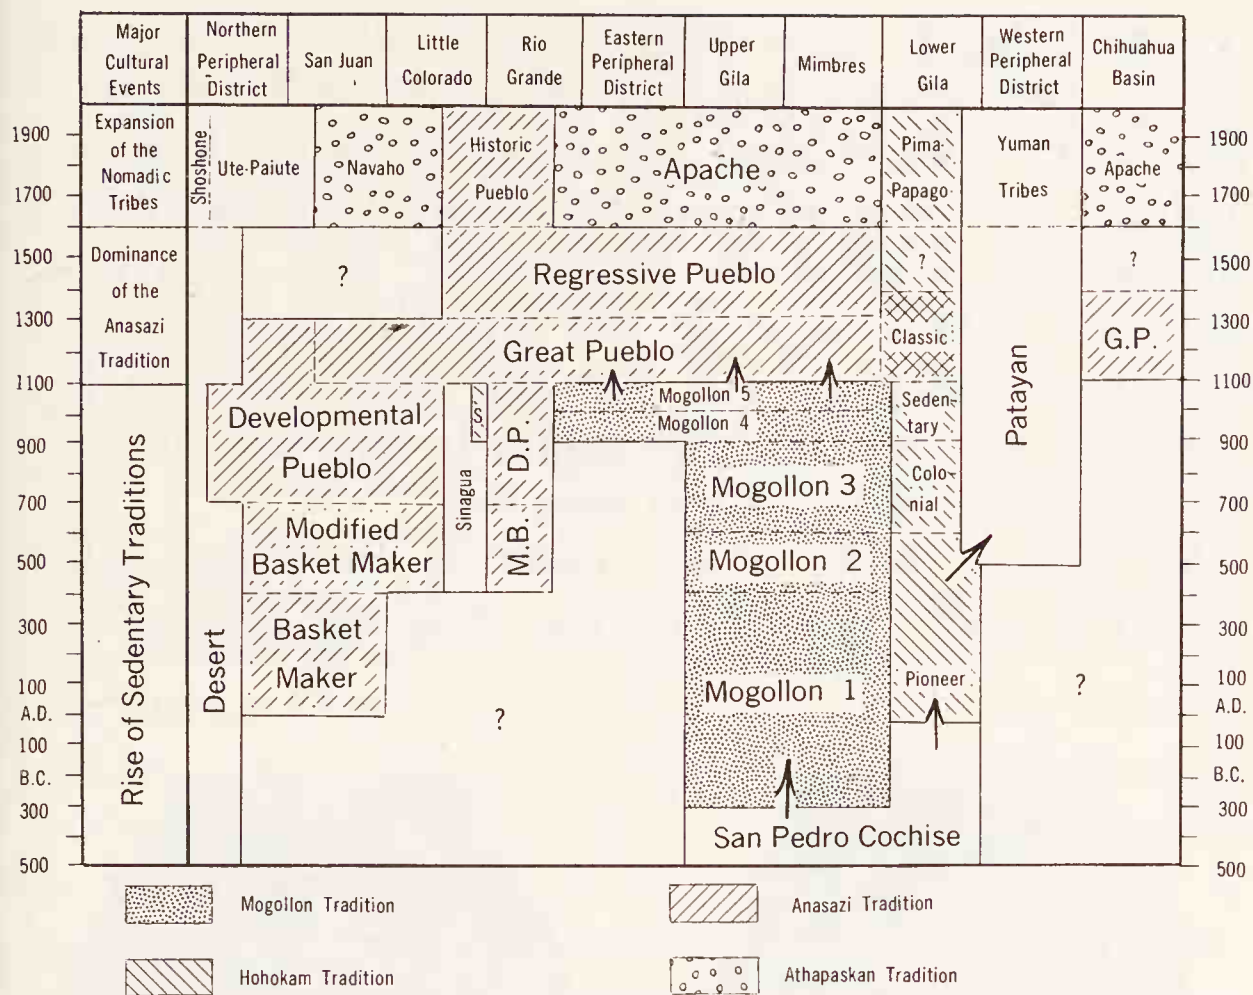 Major
Cultural
Events
Northern
Peripheral
District
San Juan
Little
Colorado
Rio
Grande
Eastern
Peripheral
District
Upper
Gila
Mimbres
Lower
Gila
Western
Peripheral
District
Chihuahua
Basin
1900
1700
1500
1300
1100
900
700
500
300
100
A.D.
100
B.C.
300
500
Expansion
of the
Nomadic
Tribes
Dominance
of the
Anasazi
Tradition
Rise of Sedentary Traditions
Shoshone
Ute-Paiute
Navaho
Historic
Pueblo
Apache
Pima-
Papago
Yuman
Tribes
Apache
?
Regressive Pueblo
?
?
Great Pueblo
Classic
G.P.
Developmental
Pueblo
S
Sinagua
D.P.
M.B.
Mogollon 5
Mogollon 4
Mogollon 3
Mogollon 2
Mogollon 1
Seden-
tary
Colo-
nial
Pioneer
Patayan
Modified
Basket Maker
Basket
Maker
Desert
?
?
San Pedro Cochise
1900
1700
1500
1300
1100
900
700
500
300
100
A.D.
100
B.C.
300
500
Mogollon Tradition
Anasazi Tradition
Hohokam Tradition
Athapaskan Tradition